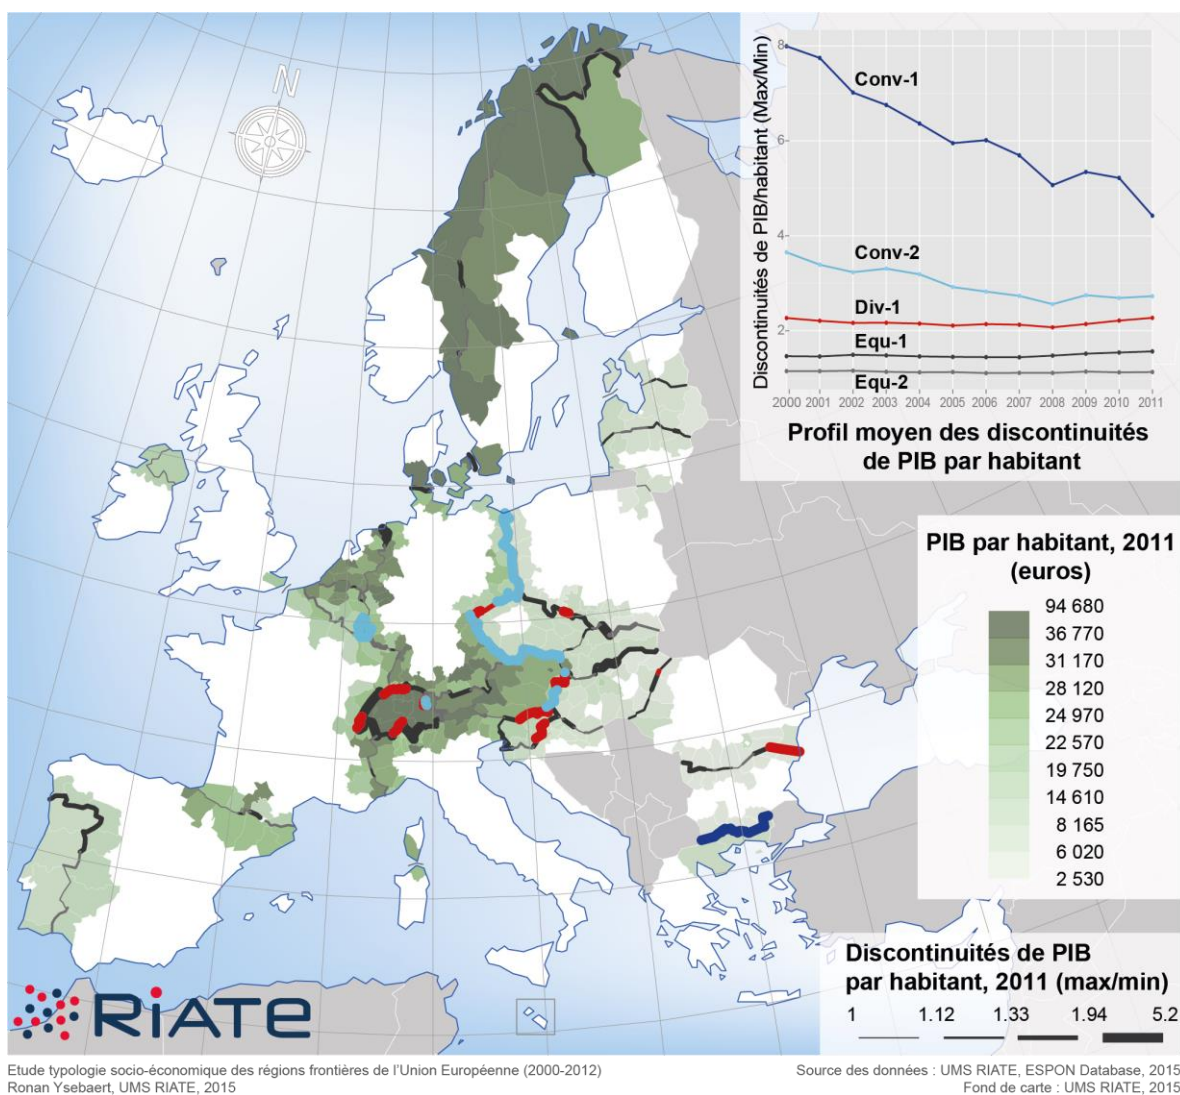 N
Discontinuités de PIB/habitant (Max/Min)
8
6
4
2
Conv-1
Conv-2
Div-1
Equ-1
Equ-2
2000 2001 2002 2003 2004 2005 2006 2007 2008 2009 2010 2011
Profil moyen des discontinuités
de PIB par habitant
PIB par habitant, 2011
(euros)
94 680
36 770
31 170
28 120
24 970
22 570
19 750
14 610
8 165
6 020
2 530
Discontinuités de PIB
par habitant, 2011 (max/min)
1 1.12 1.33 1.94 5.2
RIATE
Etude typologie socio-économique des régions frontières de l'Union Européenne (2000-2012)
Ronan Ysebaert, UMS RIATE, 2015
Source des données : UMS RIATE, ESPON Database, 2015
Fond de carte : UMS RIATE, 2015